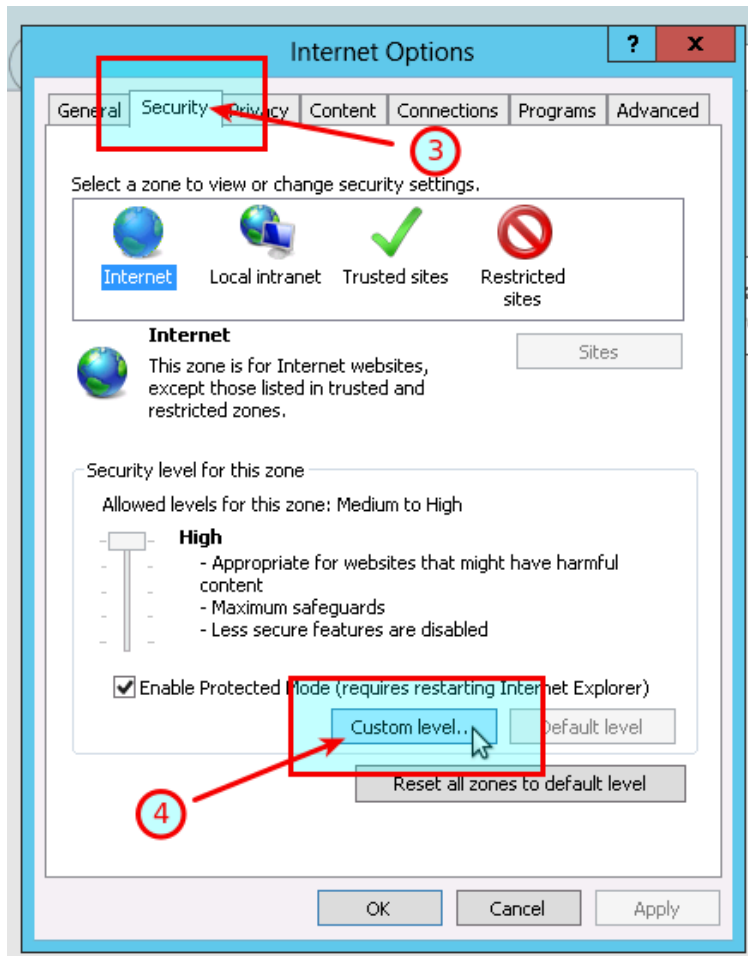 Internet Options
? x
General Security Privacy Content Connections Programs Advanced
3
Select a zone to view or change security settings.
Internet Local intranet Trusted sites Restricted
sites
Internet
Sites
This zone is for Internet websites,
except those listed in trusted and
restricted zones.
Security level for this zone
Allowed levels for this zone: Medium to High
High
- Appropriate for websites that might have harmful
content
- Maximum safeguards
- Less secure features are disabled
Enable Protected Mode (requires restarting Internet Explorer)
Custom level... Default level
Reset all zones to default level
4
OK Cancel Apply